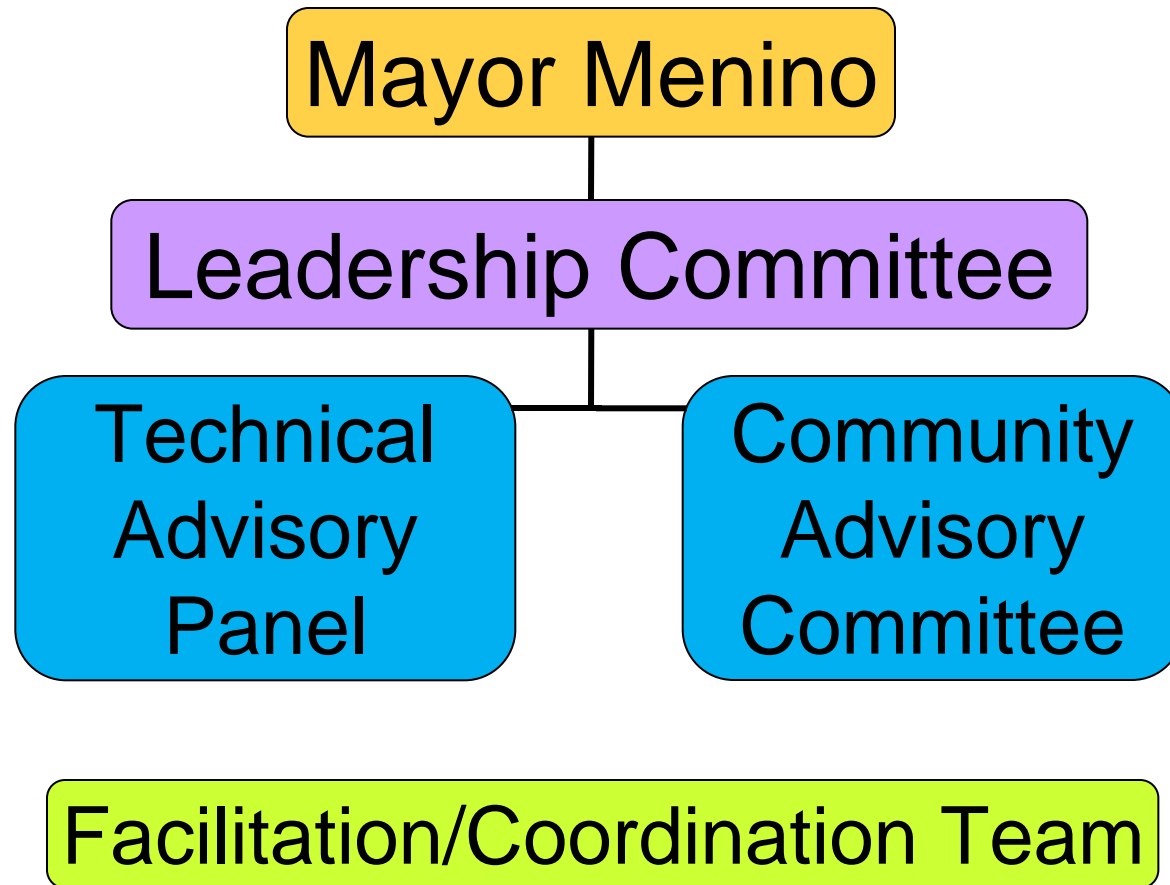 Mayor Menino
Leadership Committee
Technical
Advisory
Panel
Community
Advisory
Committee
Facilitation/Coordination Team